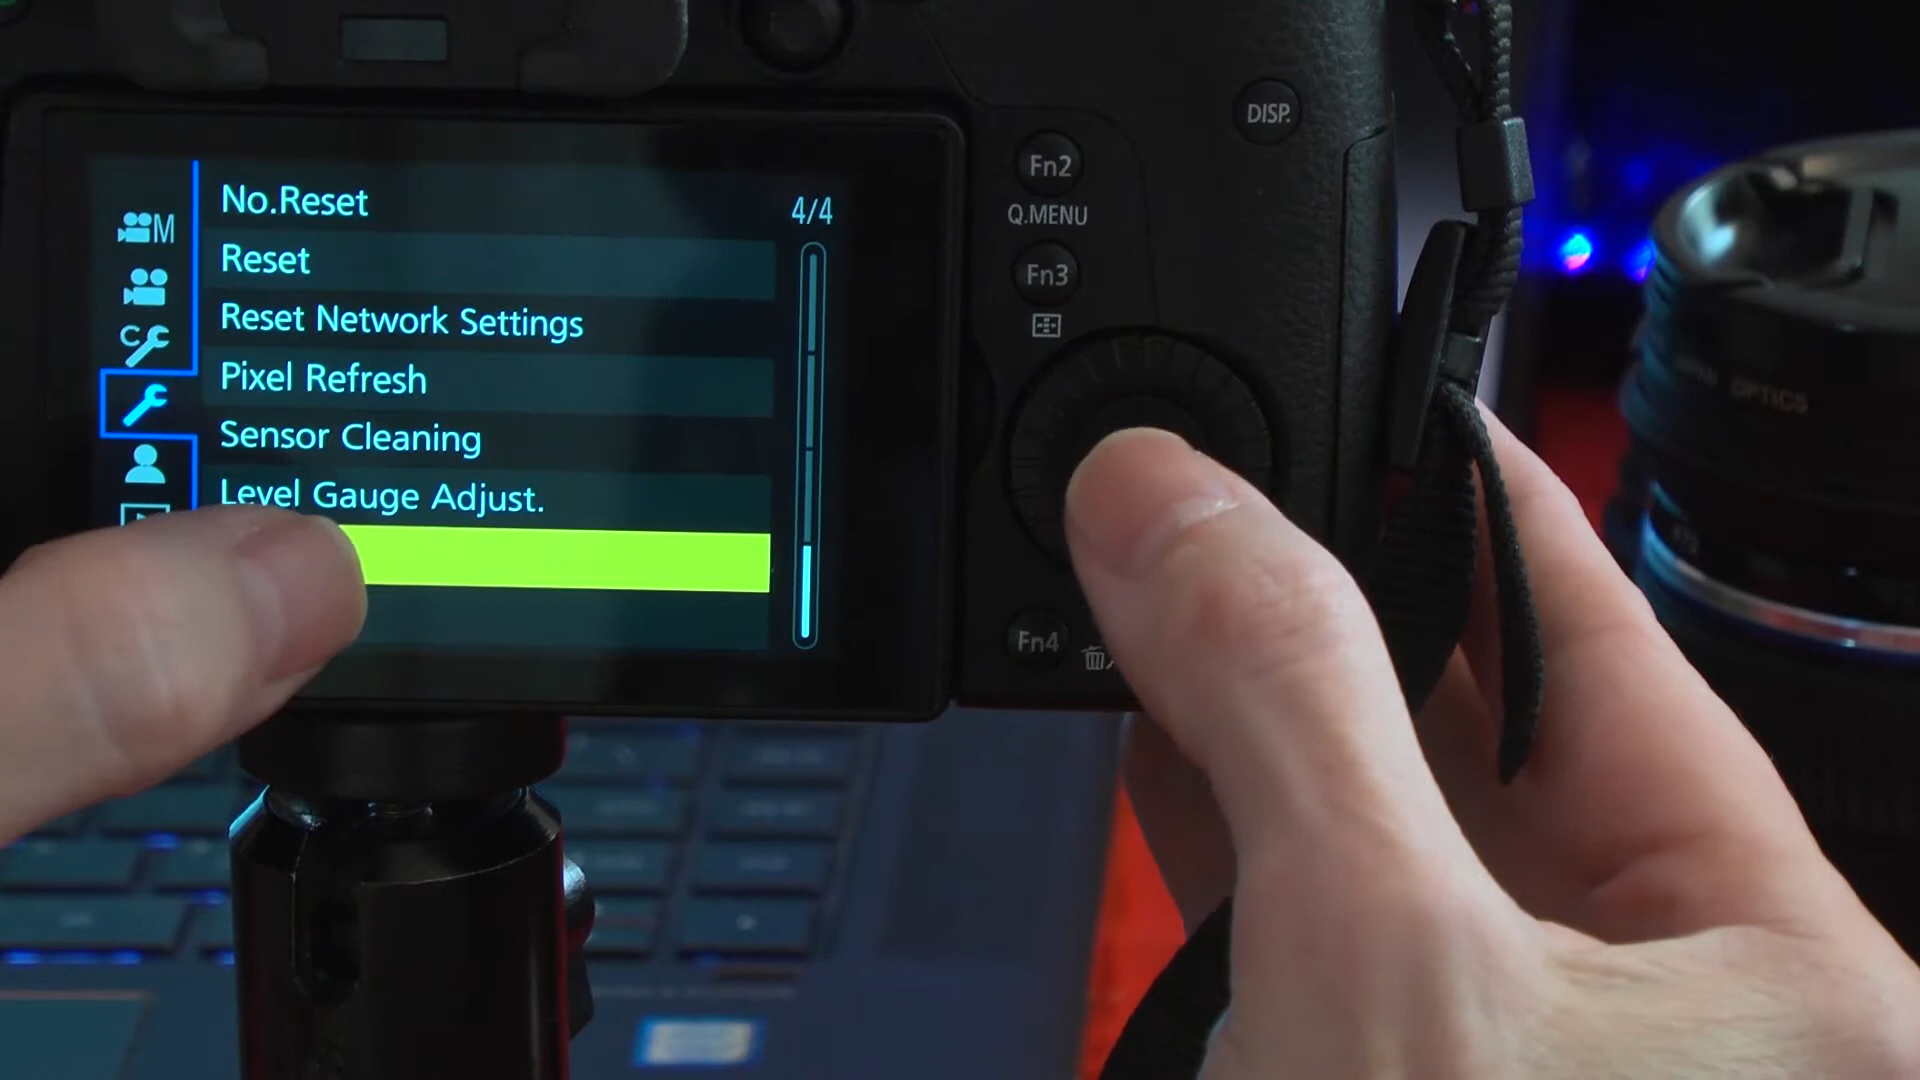 No.Reset
4/4
Reset
Reset Network Settings
Pixel Refresh
Sensor Cleaning
Level Gauge Adjust.
M
C
DISP.
Fn2
Q.MENU
Fn3
Fn4
OPTICS